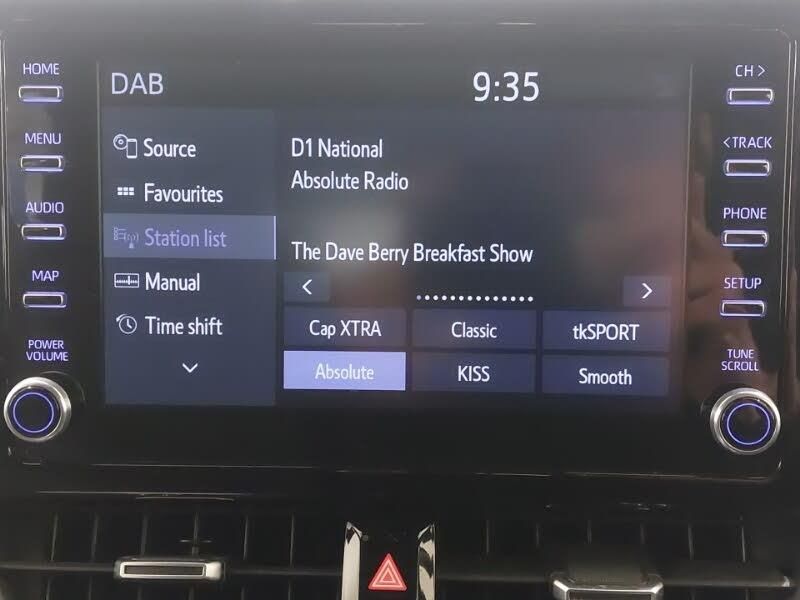 HOME
MENU
AUDIO
MAP
POWER
VOLUME
DAB
9:35
Source
Favourites
Station list
Manual
Time shift
D1 National
Absolute Radio
The Dave Berry Breakfast Show
< >
Cap XTRA Classic tkSPORT
Absolute KISS Smooth
CH >
< TRACK
PHONE
SETUP
TUNE
SCROLL